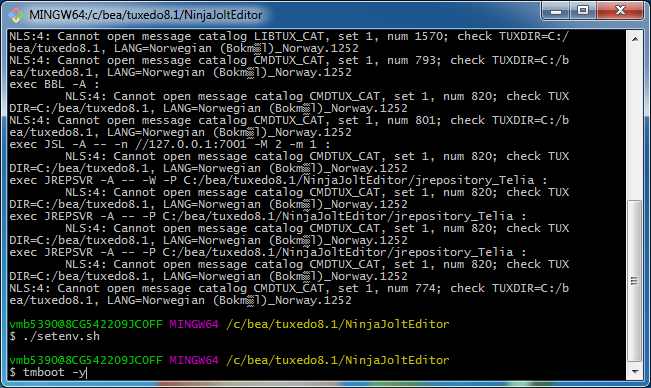 MINGW64:/c/bea/tuxedo8.1/NinjaJoltEditor
NLS:4: Cannot open message catalog LIBTUX_CAT, set 1, num 1570; check TUXDIR=C:/
bea/tuxedo8.1, LANG=Norwegian (Bokm▒l)_Norway.1252
NLS:4: Cannot open message catalog CMDTUX_CAT, set 1, num 793; check TUXDIR=C:/b
ea/tuxedo8.1, LANG=Norwegian (Bokm▒l)_Norway.1252
exec BBL -A :
NLS:4: Cannot open message catalog CMDTUX_CAT, set 1, num 820; check TUX
DIR=C:/bea/tuxedo8.1, LANG=Norwegian (Bokm▒l)_Norway.1252
NLS:4: Cannot open message catalog CMDTUX_CAT, set 1, num 801; check TUXDIR=C:/b
ea/tuxedo8.1, LANG=Norwegian (Bokm▒l)_Norway.1252
exec JSL -A -- -n //127.0.0.1:7001 -M 2 -m 1 :
NLS:4: Cannot open message catalog CMDTUX_CAT, set 1, num 820; check TUX
DIR=C:/bea/tuxedo8.1, LANG=Norwegian (Bokm▒l)_Norway.1252
exec JREPSVR -A -- -W -P C:/bea/tuxedo8.1/NinjaJoltEditor/jrepository_Telia :
NLS:4: Cannot open message catalog CMDTUX_CAT, set 1, num 820; check TUX
DIR=C:/bea/tuxedo8.1, LANG=Norwegian (Bokm▒l)_Norway.1252
exec JREPSVR -A -- -P C:/bea/tuxedo8.1/NinjaJoltEditor/jrepository_Telia :
NLS:4: Cannot open message catalog CMDTUX_CAT, set 1, num 820; check TUX
DIR=C:/bea/tuxedo8.1, LANG=Norwegian (Bokm▒l)_Norway.1252
exec JREPSVR -A -- -P C:/bea/tuxedo8.1/NinjaJoltEditor/jrepository_Telia :
NLS:4: Cannot open message catalog CMDTUX_CAT, set 1, num 820; check TUX
DIR=C:/bea/tuxedo8.1, LANG=Norwegian (Bokm▒l)_Norway.1252
NLS:4: Cannot open message catalog CMDTUX_CAT, set 1, num 774; check TUXDIR=C:/b
ea/tuxedo8.1, LANG=Norwegian (Bokm▒l)_Norway.1252
vmb5390@8CG542209JCOFF MINGW64 /c/bea/tuxedo8.1/NinjaJoltEditor
$ ./setenv.sh
vmb5390@8CG542209JCOFF MINGW64 /c/bea/tuxedo8.1/NinjaJoltEditor
$ tmboot -y